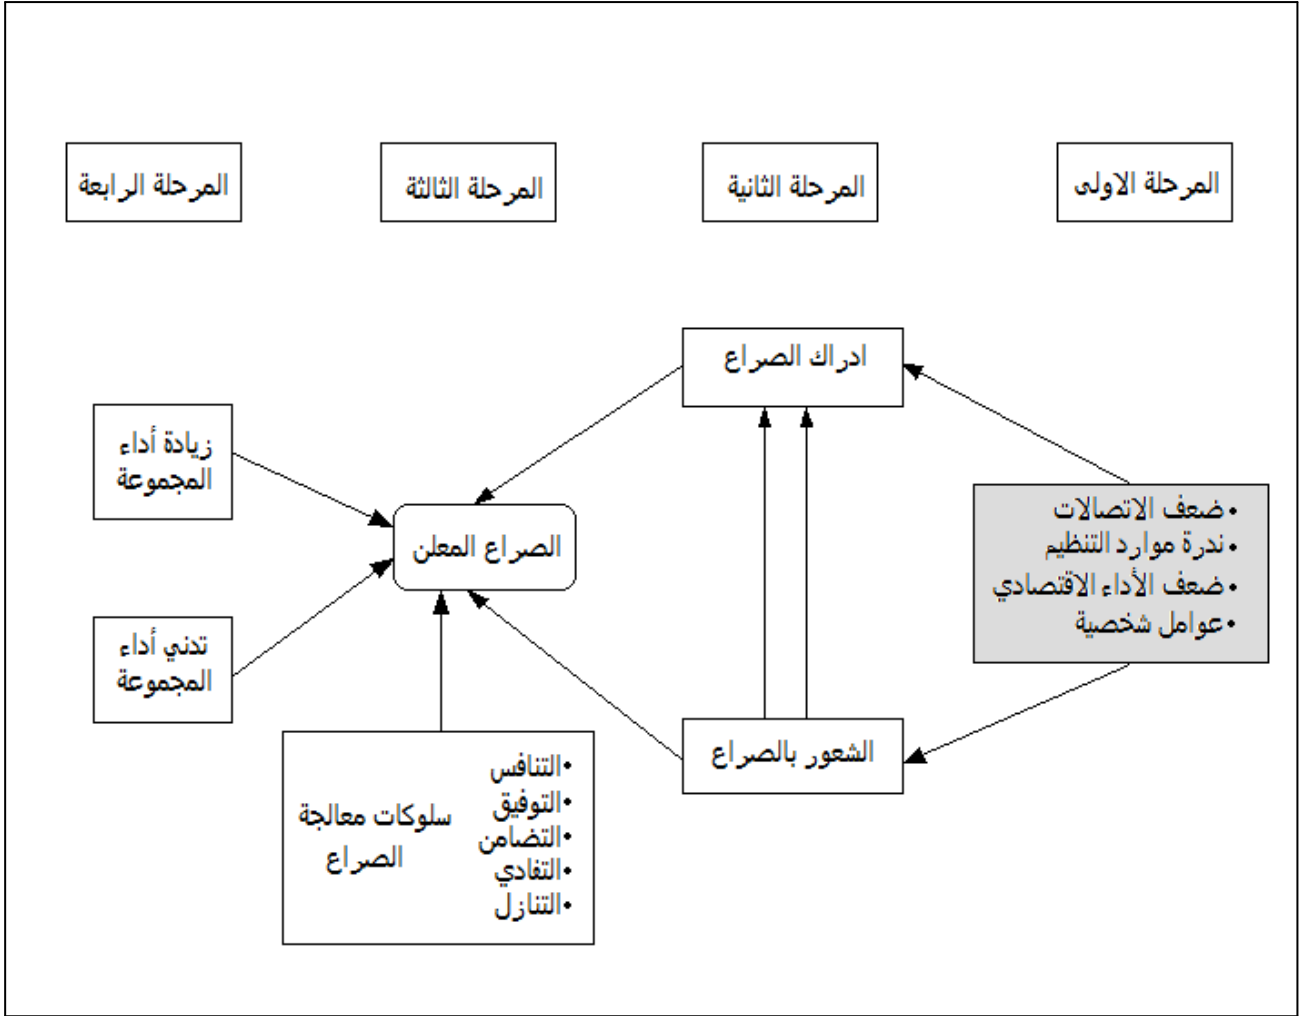 المرحلة الاولى
المرحلة الثانية
المرحلة الثالثة
المرحلة الرابعة
ادراك الصراع
•ضعف الاتصالات
•ندرة موارد التنظيم
•ضعف الأداء الاقتصادي
•عوامل شخصية
الشعور بالصراع
الصراع المعلن
•التنافس
•التوفيق
•التضامن
•التفادي
•التنازل
سلوكات معالجة
الصراع
زيادة أداء
المجموعة
تدني أداء
المجموعة